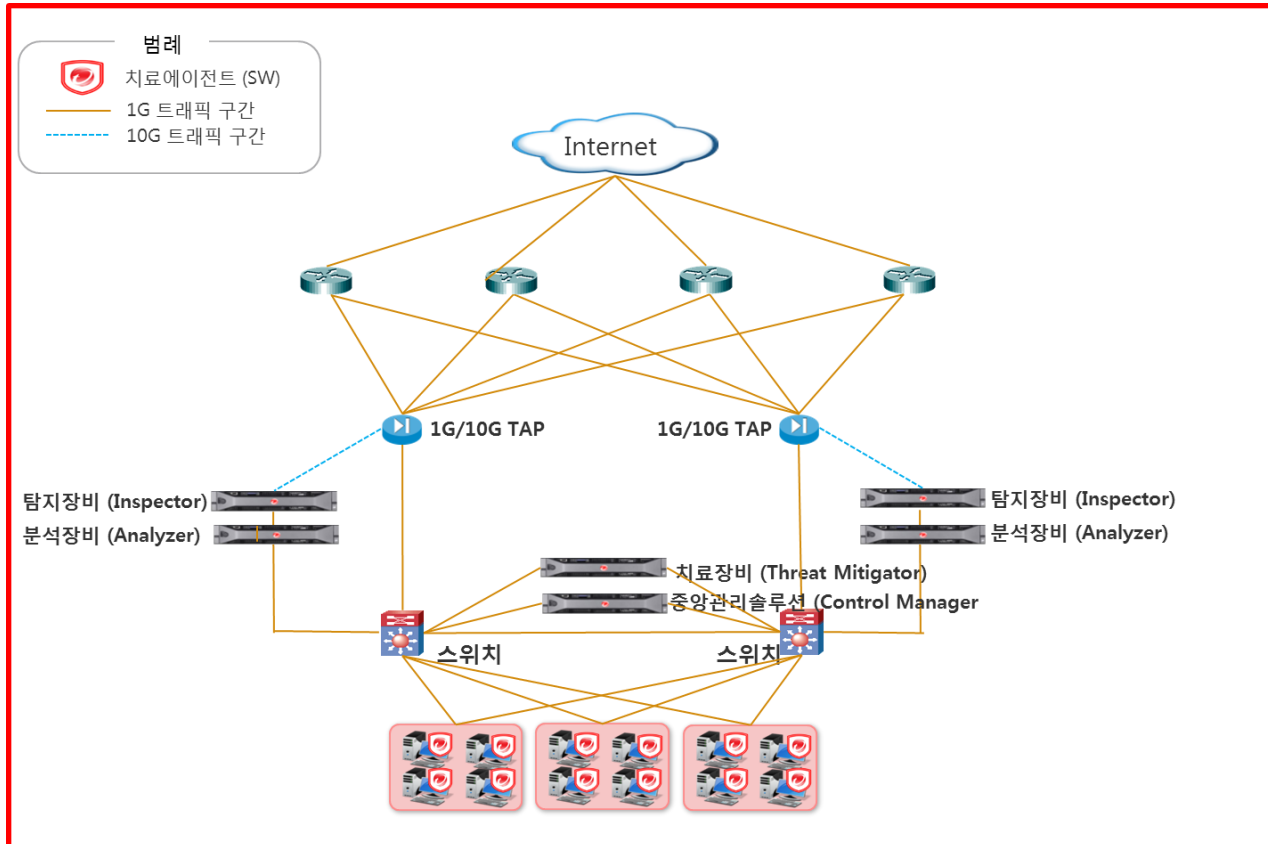 범례
치료에이전트 (SW)
1G 트래픽 구간
10G 트래픽 구간
Internet
1G/10G TAP
1G/10G TAP
탐지장비 (Inspector)
분석장비 (Analyzer)
탐지장비 (Inspector)
분석장비 (Analyzer)
치료장비 (Threat Mitigator)
중앙관리솔루션 (Control Manager
스위치
스위치